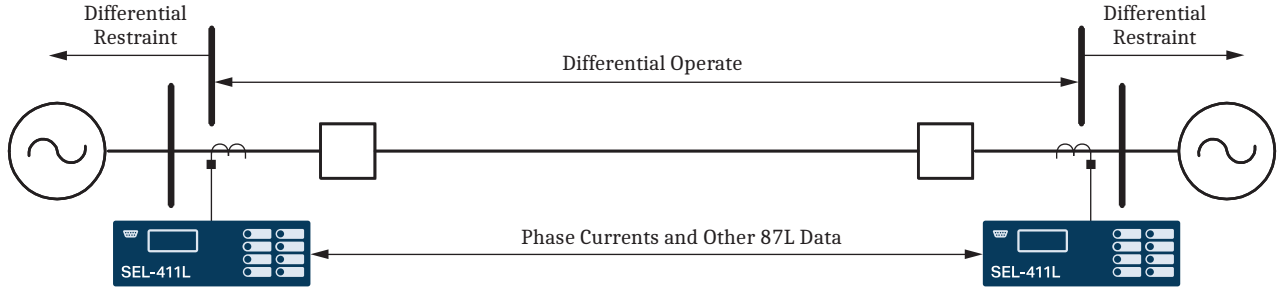 Differential
Restraint
Differential
Restraint
Differential Operate
Phase Currents and Other 87L Data
SEL-411L
SEL-411L